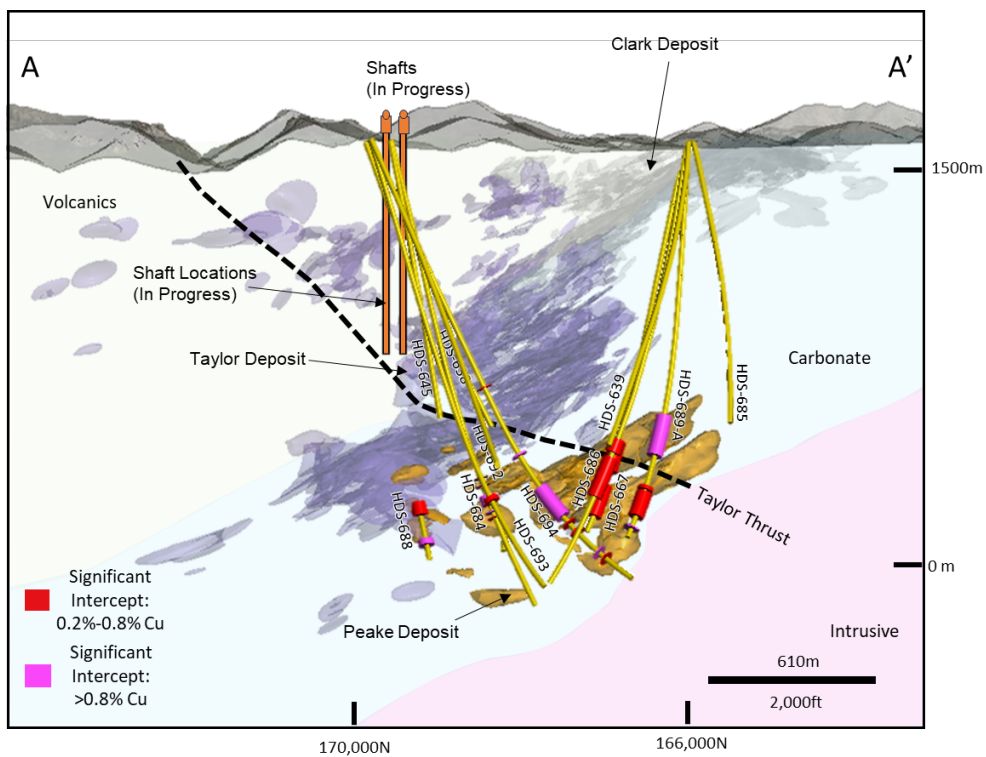 A
A’
Clark Deposit
Shafts
(In Progress)
1500m
Volcanics
Shaft Locations
(In Progress)
Taylor Deposit
Carbonate
HDS-645
HDS-639
HDS-689-A
HDS-685
HDS-692
HDS-686
HDS-667
HDS-688
HDS-684
HDS-694
HDS-693
Taylor Thrust
0 m
Significant
Intercept:
0.2%-0.8% Cu
Significant
Intercept:
>0.8% Cu
Peake Deposit
Intrusive
610m
2,000ft
170,000N
166,000N